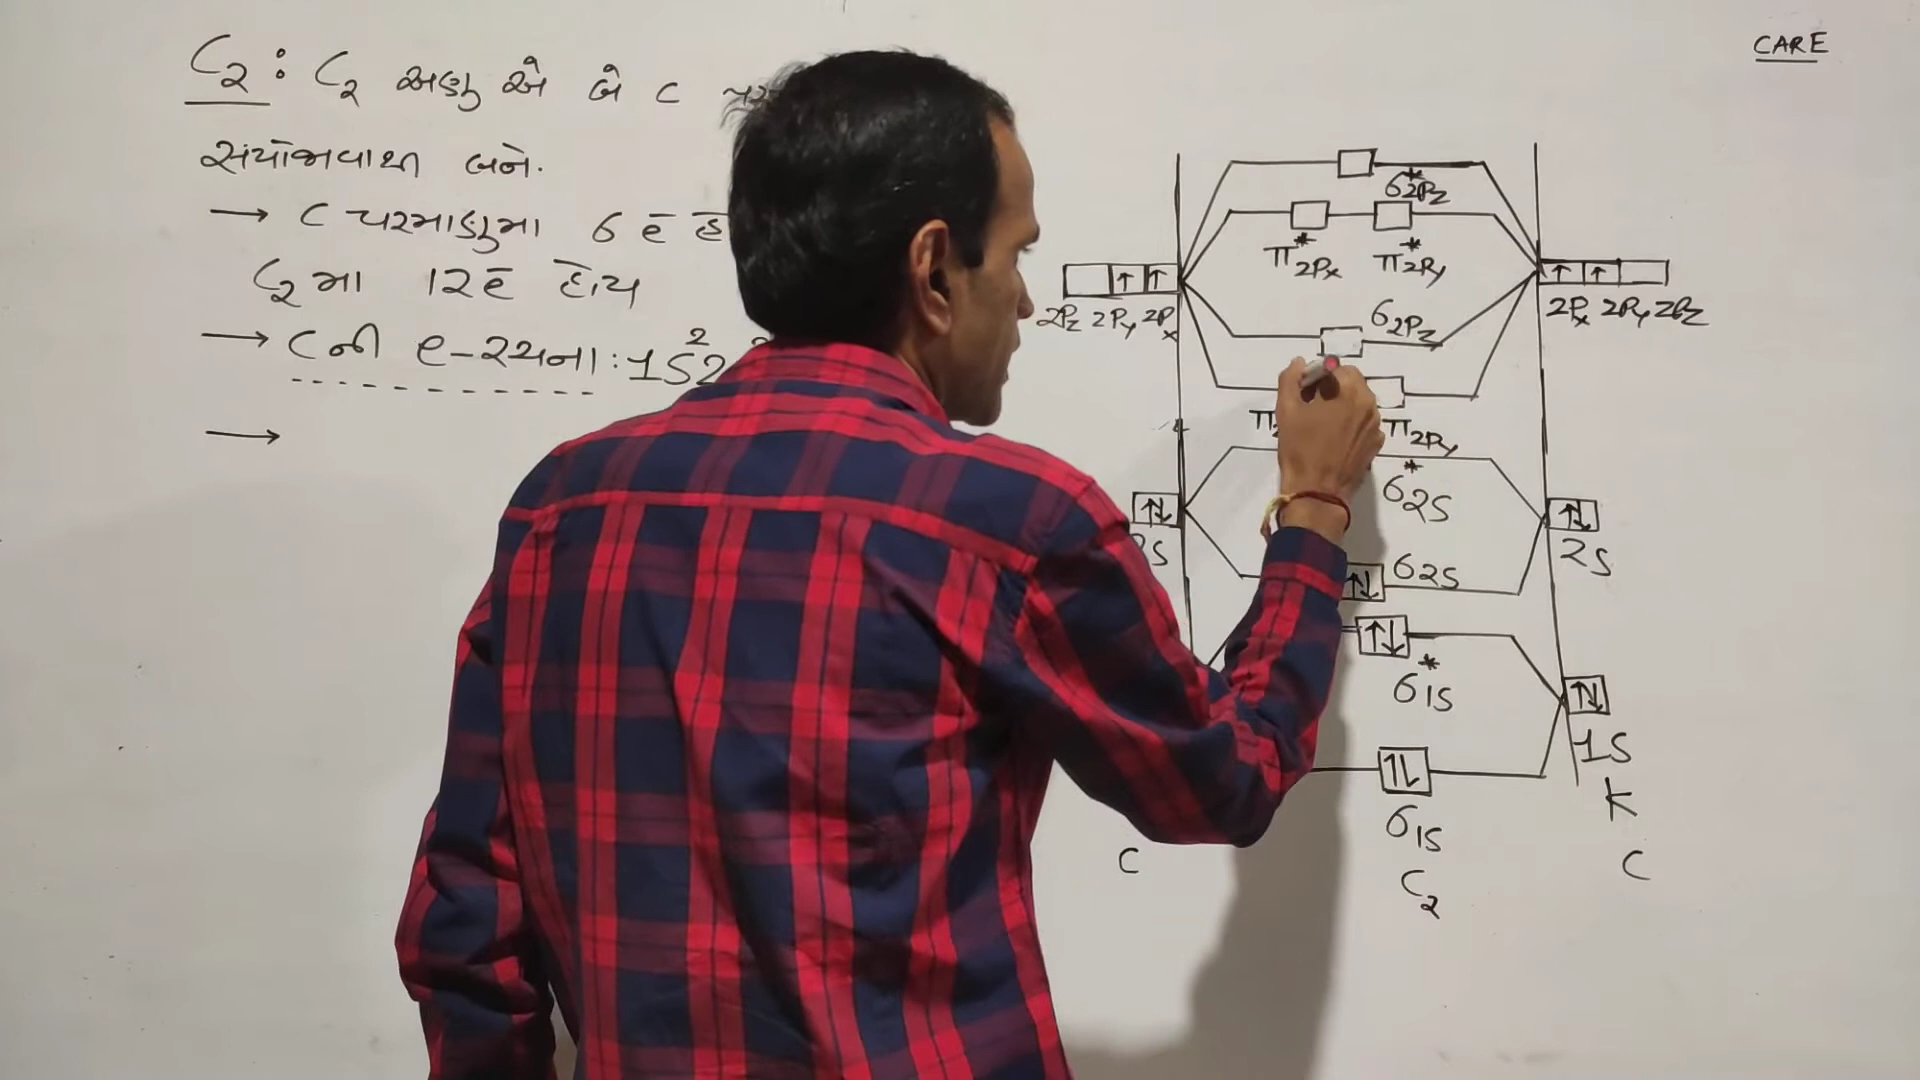 CARE
C₂ : C₂ અણુ એ બે C
સંયોજાવાથી બને.
→ C પરમાણુમા 6 e̅
C₂ મા 12 e̅ હોય
→ C ની e-રચના : 1S² 2
→
σ*2Pz
π*2Px π*2Py
↑ ↑
2Pz 2Py 2Px
↑ ↑
2Px 2Py 2Pz
σ2Pz
π2Py
σ*2S
↑↓
↑↓
2S
↑↓ σ2S
↑↓
σ*1S
↑↓
1S
K
↑↓
σ1S
C
C₂
C